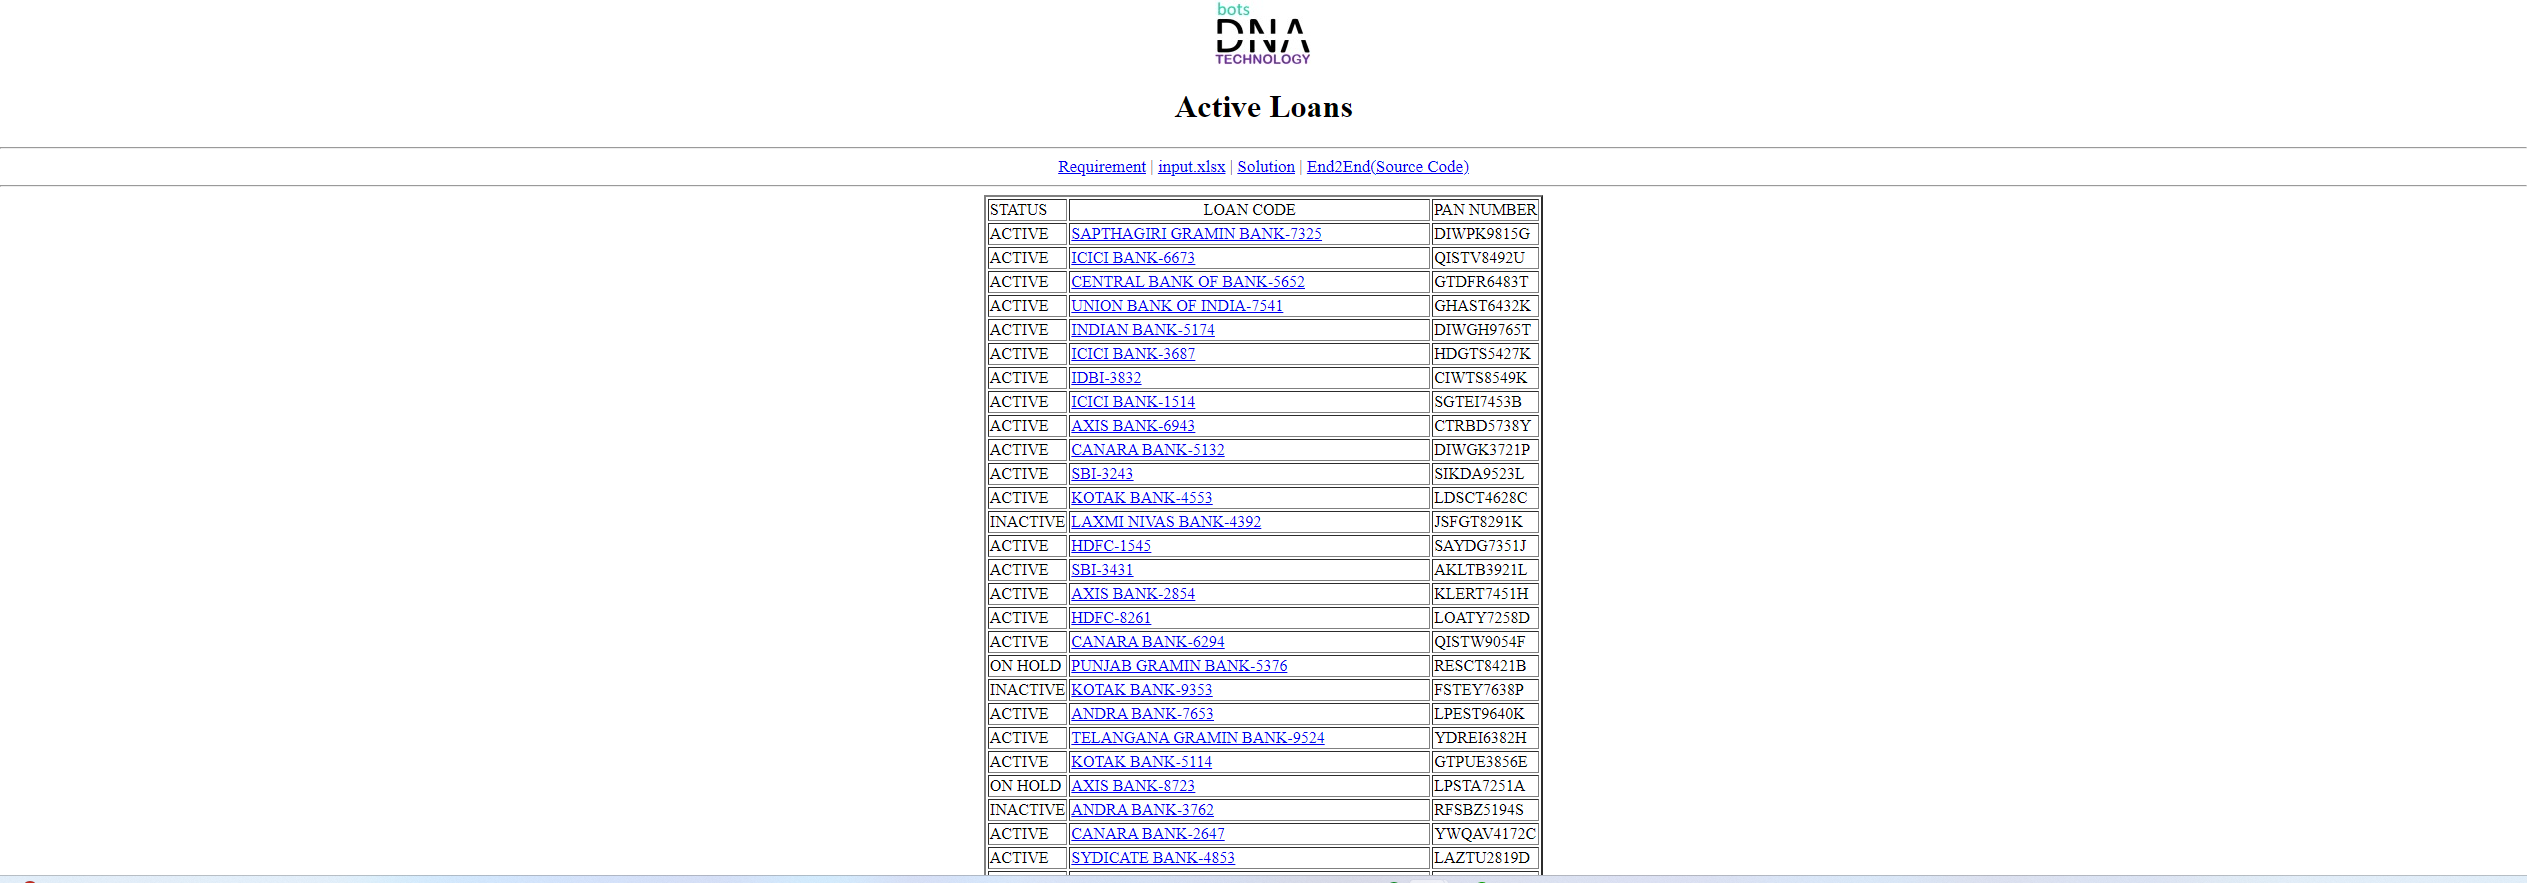 bots
DNA
TECHNOLOGY
Active Loans
Requirement | input.xlsx | Solution | End2End(Source Code)
STATUS LOAN CODE PAN NUMBER
ACTIVE SAPTHAGIRI GRAMIN BANK-7325 DIWPK9815G
ACTIVE ICICI BANK-6673 QISTV8492U
ACTIVE CENTRAL BANK OF BANK-5652 GTDFR6483T
ACTIVE UNION BANK OF INDIA-7541 GHAST6432K
ACTIVE INDIAN BANK-5174 DIWGH9765T
ACTIVE ICICI BANK-3687 HDGTS5427K
ACTIVE IDBI-3832 CIWTS8549K
ACTIVE ICICI BANK-1514 SGTEI7453B
ACTIVE AXIS BANK-6943 CTRBD5738Y
ACTIVE CANARA BANK-5132 DIWGK3721P
ACTIVE SBI-3243 SIKDA9523L
ACTIVE KOTAK BANK-4553 LDSCT4628C
INACTIVE LAXMI NIVAS BANK-4392 JSFGT8291K
ACTIVE HDFC-1545 SAYDG7351J
ACTIVE SBI-3431 AKLTB3921L
ACTIVE AXIS BANK-2854 KLERT7451H
ACTIVE HDFC-8261 LOATY7258D
ACTIVE CANARA BANK-6294 QISTW9054F
ON HOLD PUNJAB GRAMIN BANK-5376 RESCT8421B
INACTIVE KOTAK BANK-9353 FSTEY7638P
ACTIVE ANDRA BANK-7653 LPEST9640K
ACTIVE TELANGANA GRAMIN BANK-9524 YDREI6382H
ACTIVE KOTAK BANK-5114 GTPUE3856E
ON HOLD AXIS BANK-8723 LPSTA7251A
INACTIVE ANDRA BANK-3762 RFSBZ5194S
ACTIVE CANARA BANK-2647 YWQAV4172C
ACTIVE SYDICATE BANK-4853 LAZTU2819D